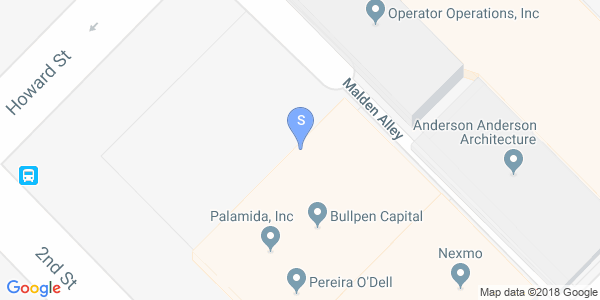 Operator Operations, Inc
Howard St
Malden Alley
S
Anderson Anderson
Architecture
Palamida, Inc
Bullpen Capital
2nd St
Nexmo
Pereira O'Dell
Google
Map data ©2018 Google